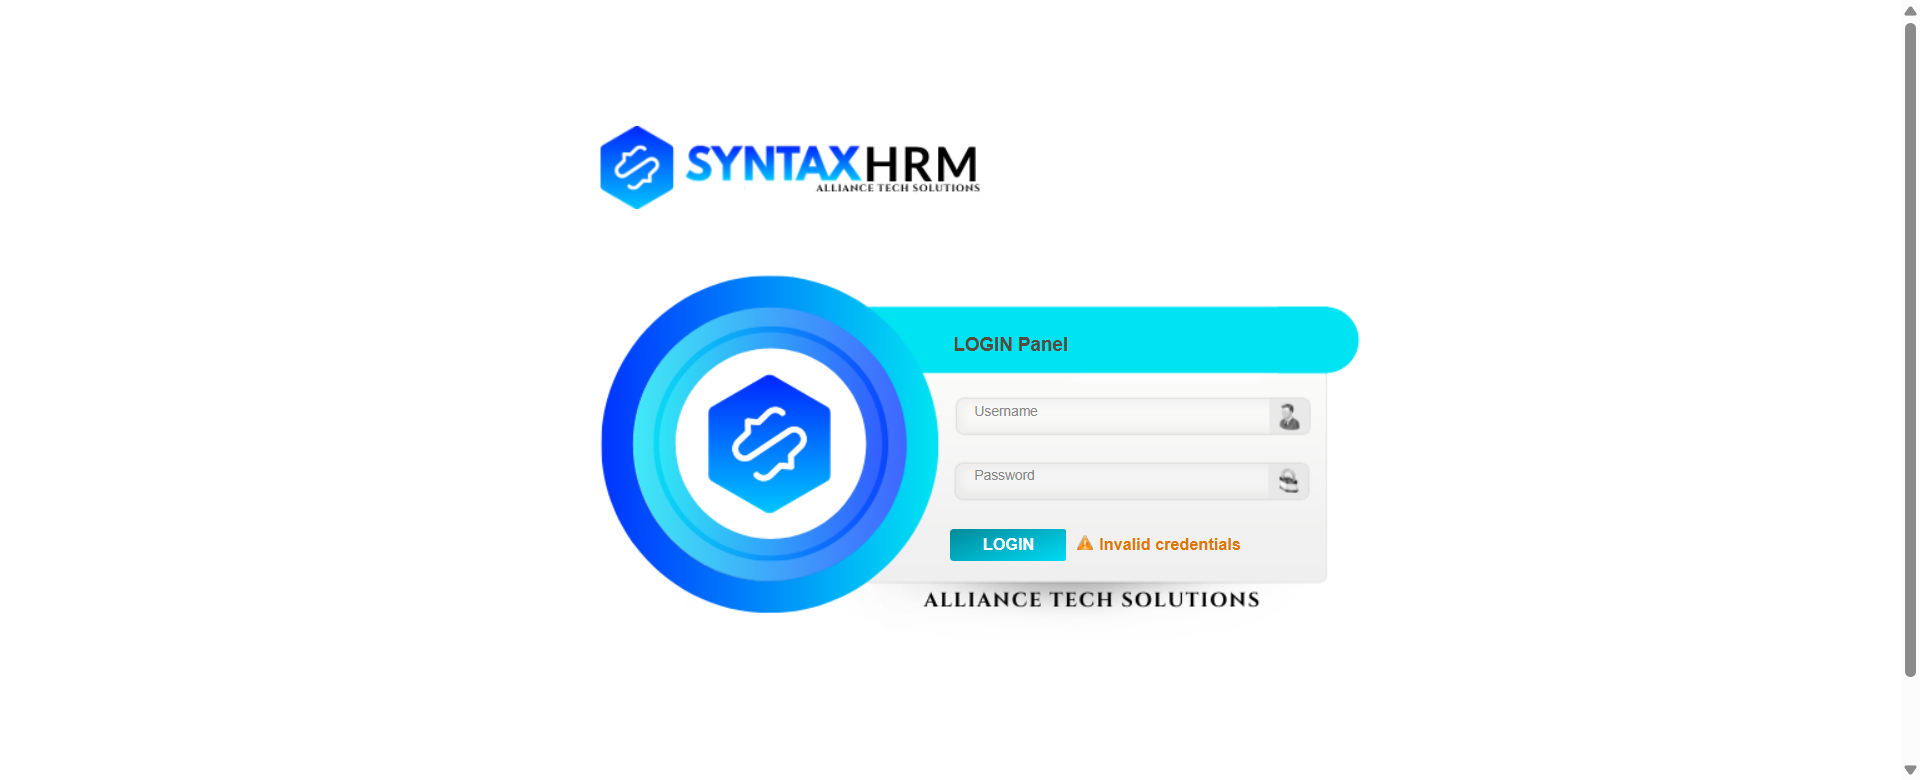 SYNTAXHRM
ALLIANCE TECH SOLUTIONS
LOGIN Panel
Username
Password
LOGIN
Invalid credentials
ALLIANCE TECH SOLUTIONS